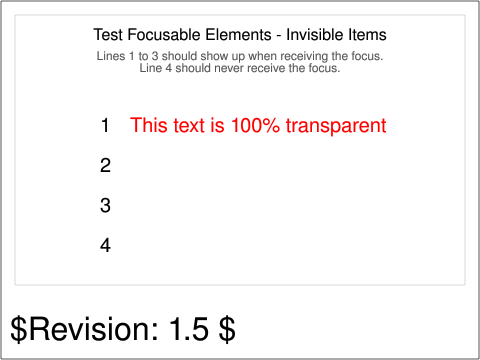 Test Focusable Elements - Invisible Items
Lines 1 to 3 should show up when receiving the focus.
Line 4 should never receive the focus.
1 This text is 100% transparent
2
3
4
$Revision: 1.5 $